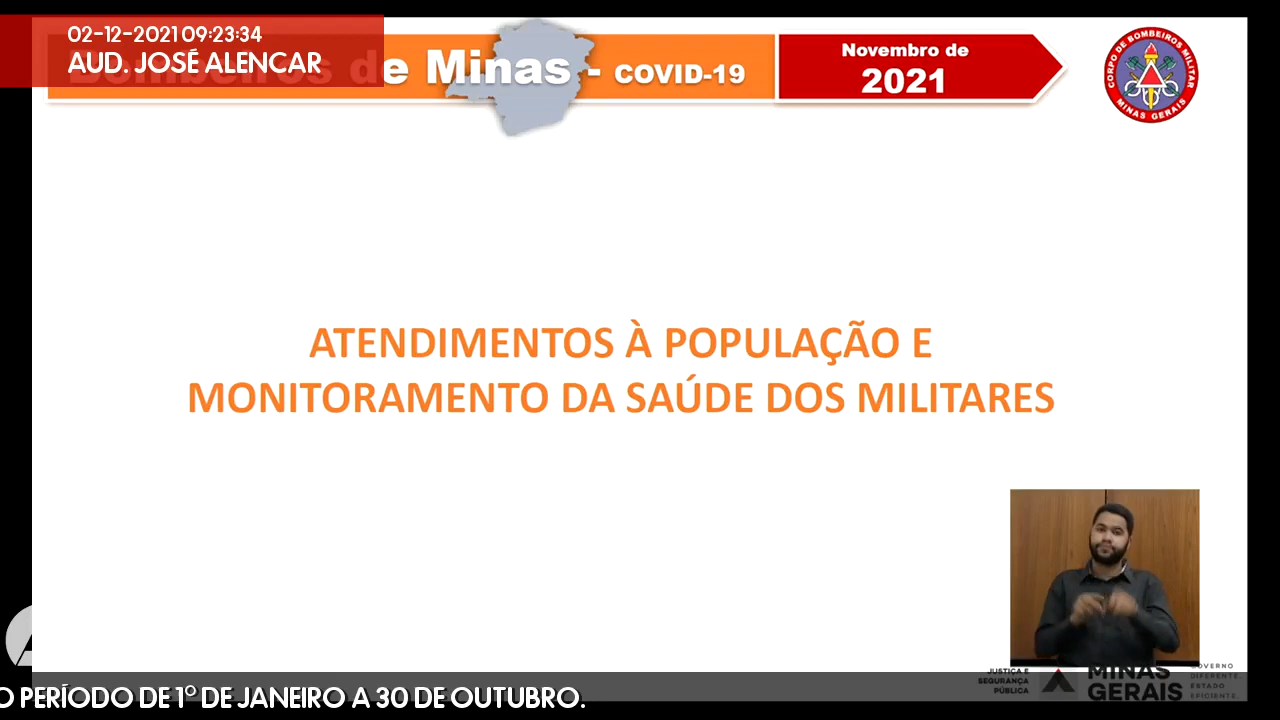 02-12-2021 09:23:34
AUD. JOSÉ ALENCAR
de Minas - COVID-19
Novembro de
2021
CORPO DE BOMBEIROS MILITAR
MINAS GERAIS
ATENDIMENTOS À POPULAÇÃO E
MONITORAMENTO DA SAÚDE DOS MILITARES
JUSTIÇA E
SEGURANÇA
PÚBLICA
MINAS
GERAIS
GOVERNO
DIFERENTE.
ESTADO
EFICIENTE.
O PERÍODO DE 1º DE JANEIRO A 30 DE OUTUBRO.